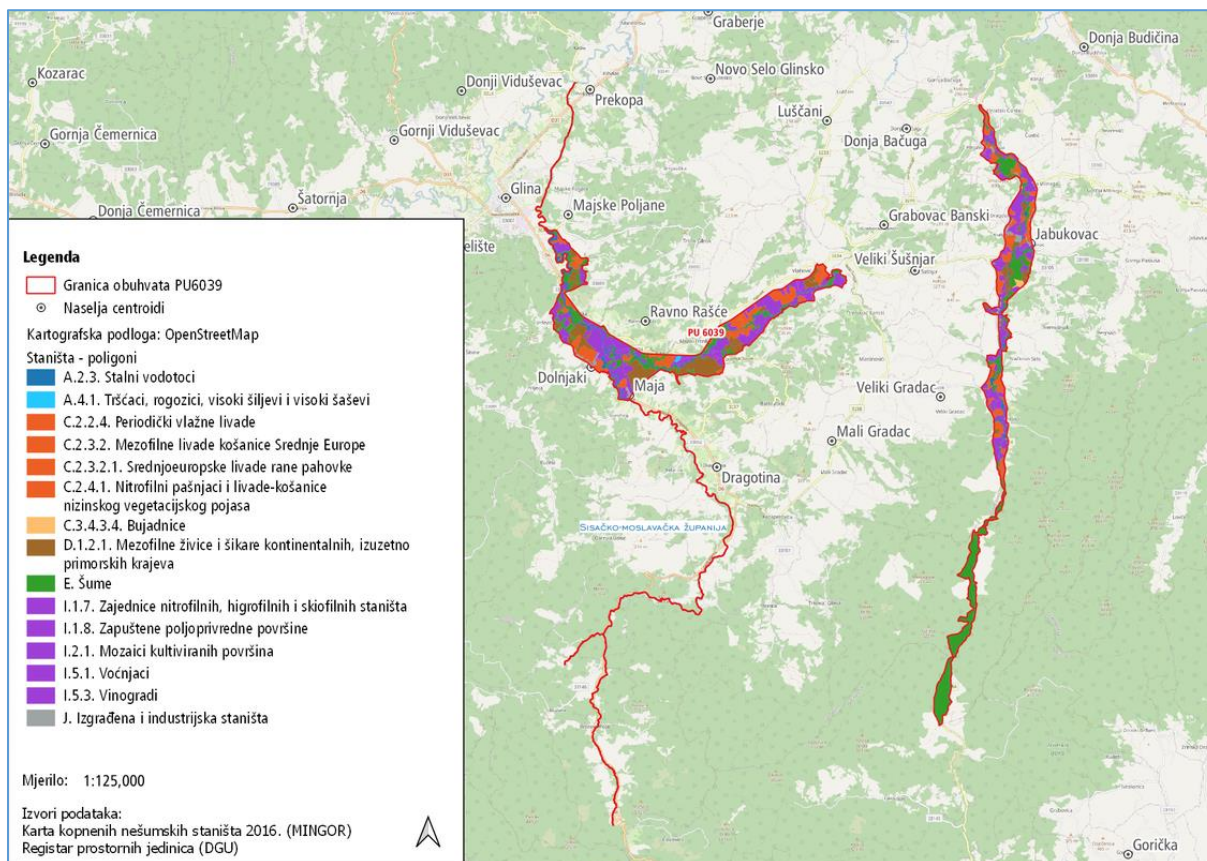 Graberje
Donja Budičina
Kozarac
Donji Viduševac
Novo Selo Glinsko
Prekopa
Luščani
Donja Bačuga
Gornja Čemernica
Gornji Viduševac
Glina
Šatornja
Majske Poljane
Grabovac Banski
Donja Čemernica
Jabukovac
Veliki Šušnjar
Ravno Rašće
PU 6039
Dolnjaki
Maja
Veliki Gradac
Mali Gradac
Dragotina
SISAČKO-MOSLAVAČKA ŽUPANIJA
Gorička
Legenda
Granica obuhvata PU6039
Naselja centroidi
Kartografska podloga: OpenStreetMap
Staništa - poligoni
A.2.3. Stalni vodotoci
A.4.1. Tršćaci, rogozici, visoki šiljevi i visoki šaševi
C.2.2.4. Periodički vlažne livade
C.2.3.2. Mezofilne livade košanice Srednje Europe
C.2.3.2.1. Srednjoeuropske livade rane pahovke
C.2.4.1. Nitrofilni pašnjaci i livade-košanice
nizinskog vegetacijskog pojasa
C.3.4.3.4. Bujadnice
D.1.2.1. Mezofilne živice i šikare kontinentalnih, izuzetno
primorskih krajeva
E. Šume
I.1.7. Zajednice nitrofilnih, higrofilnih i skiofilnih staništa
I.1.8. Zapuštene poljoprivredne površine
I.2.1. Mozaici kultiviranih površina
I.5.1. Voćnjaci
I.5.3. Vinogradi
J. Izgrađena i industrijska staništa
Mjerilo: 1:125,000
Izvori podataka:
Karta kopnenih nešumskih staništa 2016. (MINGOR)
Registar prostornih jedinica (DGU)